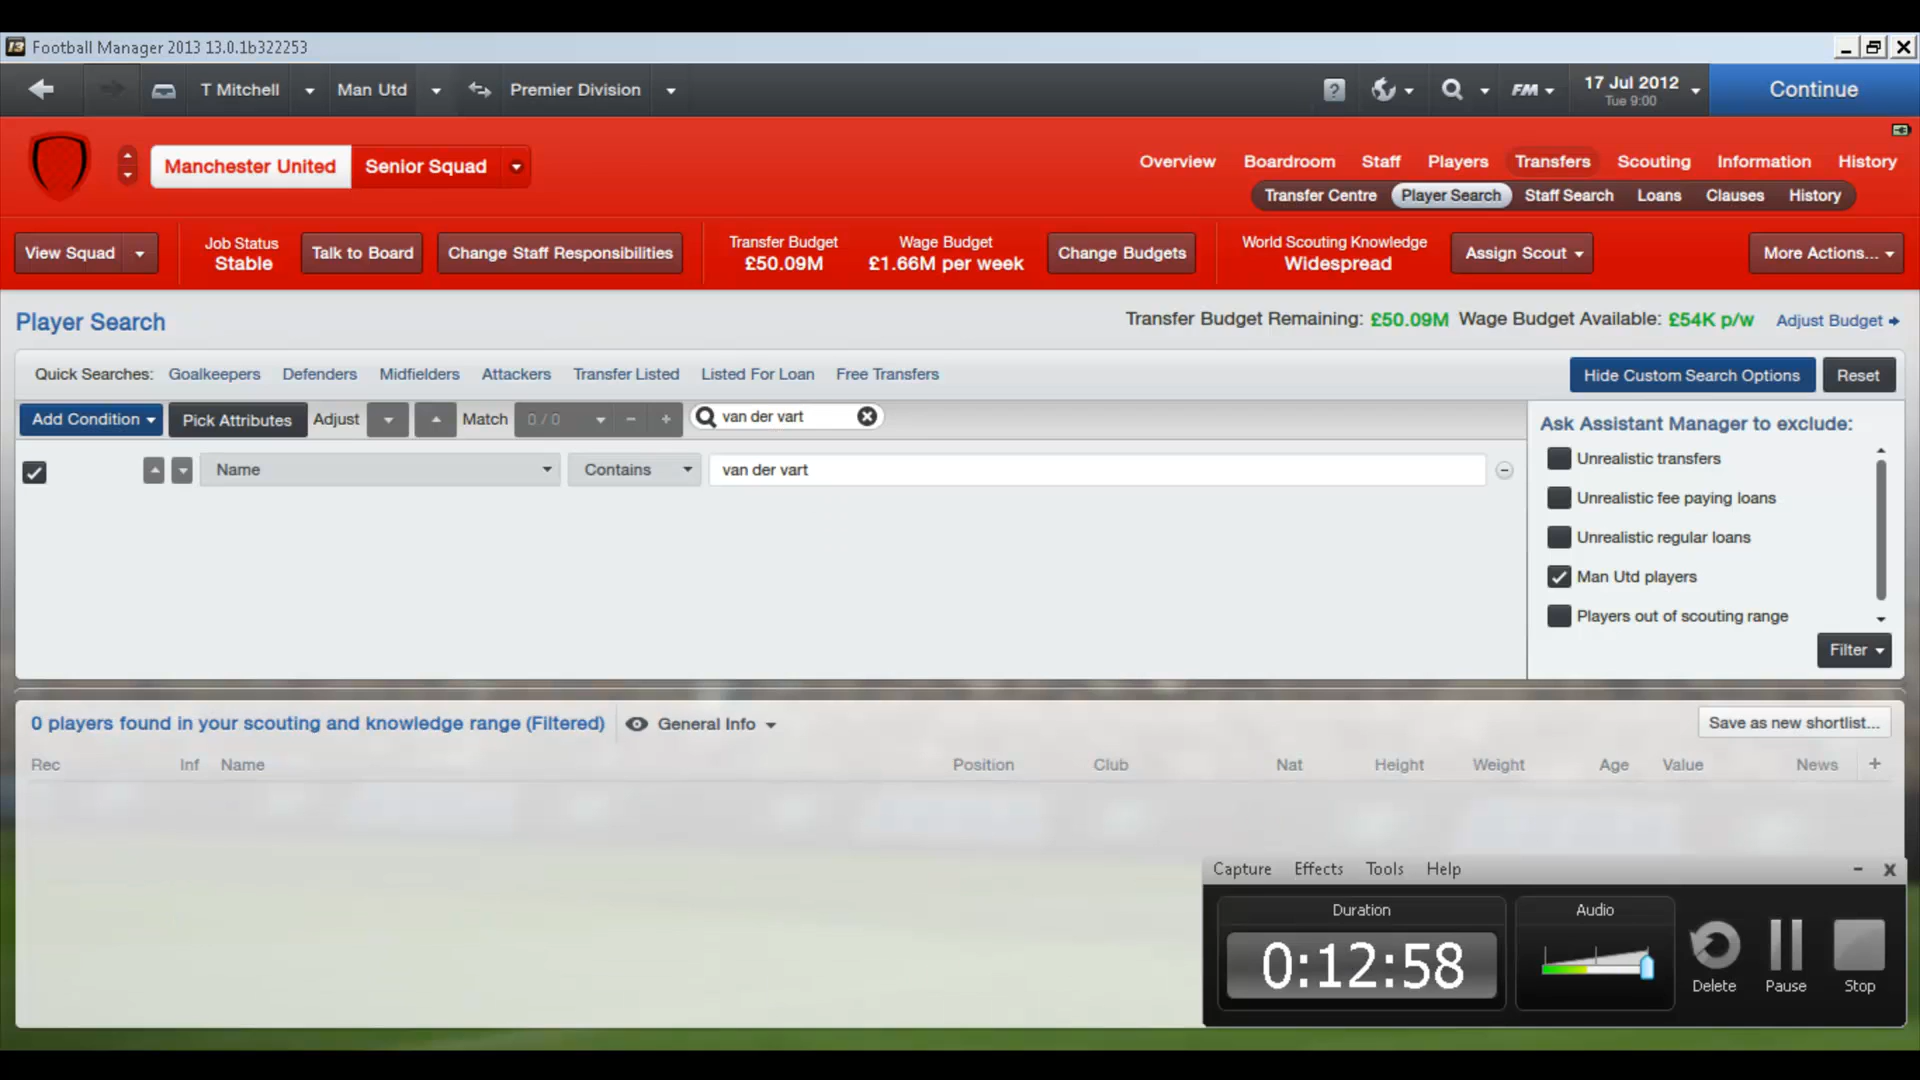 Football Manager 2013 13.0.1b322253
T Mitchell Man Utd Premier Division ? FM 17 Jul 2012 Tue 9:00 Continue
Manchester United Senior Squad
Overview Boardroom Staff Players Transfers Scouting Information History
Transfer Centre Player Search Staff Search Loans Clauses History
View Squad Job Status Stable Talk to Board Change Staff Responsibilities Transfer Budget £50.09M Wage Budget £1.66M per week Change Budgets World Scouting Knowledge Widespread Assign Scout More Actions...
Player Search Transfer Budget Remaining: £50.09M Wage Budget Available: £54K p/w Adjust Budget
Quick Searches: Goalkeepers Defenders Midfielders Attackers Transfer Listed Listed For Loan Free Transfers Hide Custom Search Options Reset
Add Condition Pick Attributes Adjust Match 0 / 0 − + van der vart
Name Contains van der vart
Ask Assistant Manager to exclude:
Unrealistic transfers
Unrealistic fee paying loans
Unrealistic regular loans
Man Utd players
Players out of scouting range
Filter
0 players found in your scouting and knowledge range (Filtered) General Info Save as new shortlist...
Rec Inf Name Position Club Nat Height Weight Age Value News +
Capture Effects Tools Help
Duration Audio
0:12:58
Delete Pause Stop